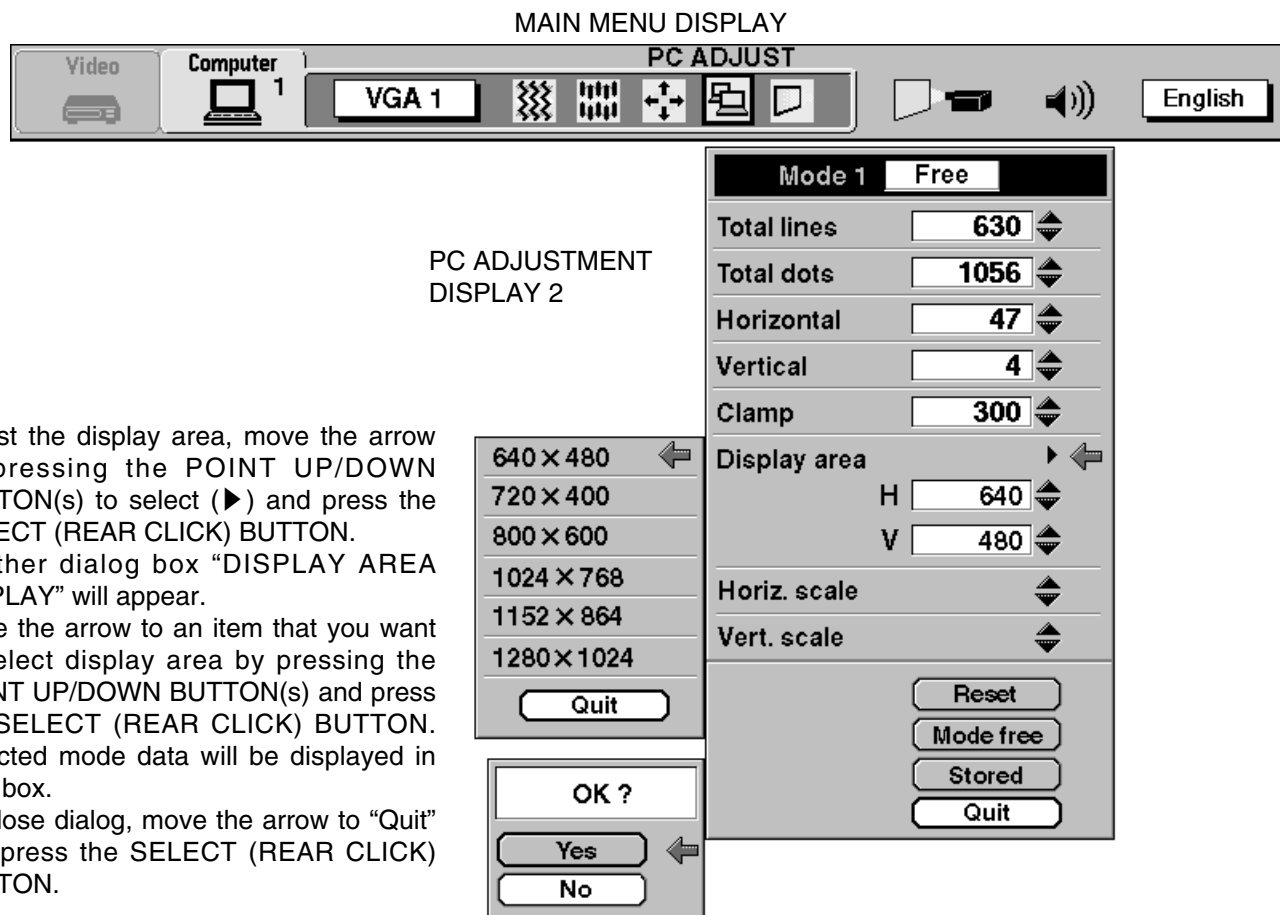 MAIN MENU DISPLAY
Video
Computer
1
PC ADJUST
VGA 1
English
Mode 1 Free
Total lines 630
Total dots 1056
Horizontal 47
Vertical 4
Clamp 300
Display area
H 640
V 480
Horiz. scale
Vert. scale
Reset
Mode free
Stored
Quit
PC ADJUSTMENT
DISPLAY 2
st the display area, move the arrow
pressing the POINT UP/DOWN
TON(s) to select (▶) and press the
ECT (REAR CLICK) BUTTON.
ther dialog box “DISPLAY AREA
PLAY” will appear.
e the arrow to an item that you want
elect display area by pressing the
NT UP/DOWN BUTTON(s) and press
SELECT (REAR CLICK) BUTTON.
cted mode data will be displayed in
box.
lose dialog, move the arrow to “Quit”
press the SELECT (REAR CLICK)
TON.
640×480
720×400
800×600
1024×768
1152×864
1280×1024
Quit
OK ?
Yes
No